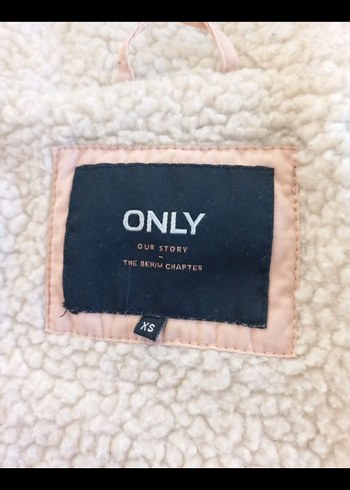 ONLY
OUR STORY
-
THE DENIM CHAPTER
XS